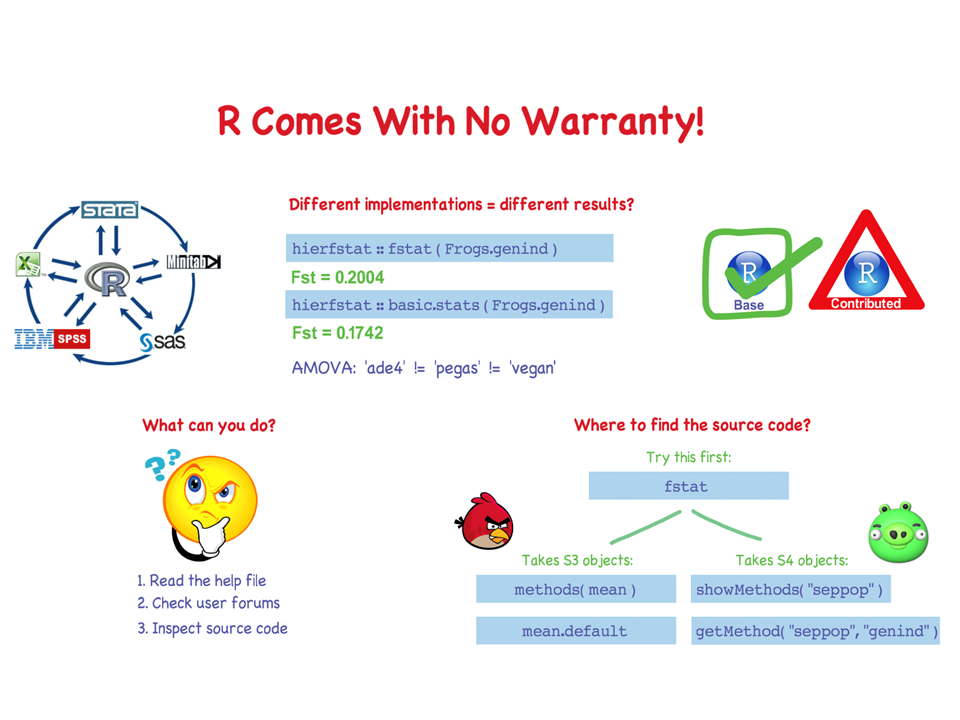 R Comes With No Warranty!
STATA
Minitab
R
IBM SPSS
sas
Different implementations = different results?
hierfstat :: fstat ( Frogs.genind )
Fst = 0.2004
hierfstat :: basic.stats ( Frogs.genind )
Fst = 0.1742
AMOVA: 'ade4' != 'pegas' != 'vegan'
R
Base
R
Contributed
What can you do?
? ?
1. Read the help file
2. Check user forums
3. Inspect source code
Where to find the source code?
Try this first:
fstat
Takes S3 objects:
methods( mean )
mean.default
Takes S4 objects:
showMethods( "seppop" )
getMethod( "seppop", "genind" )